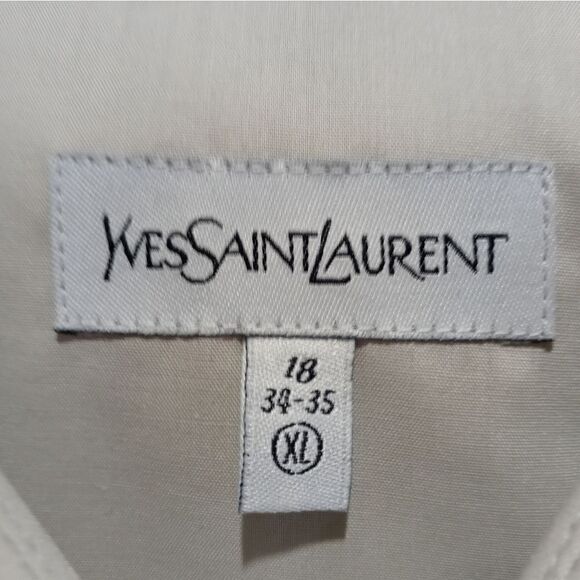 YVESSAINTLAURENT
18
34-35
XL